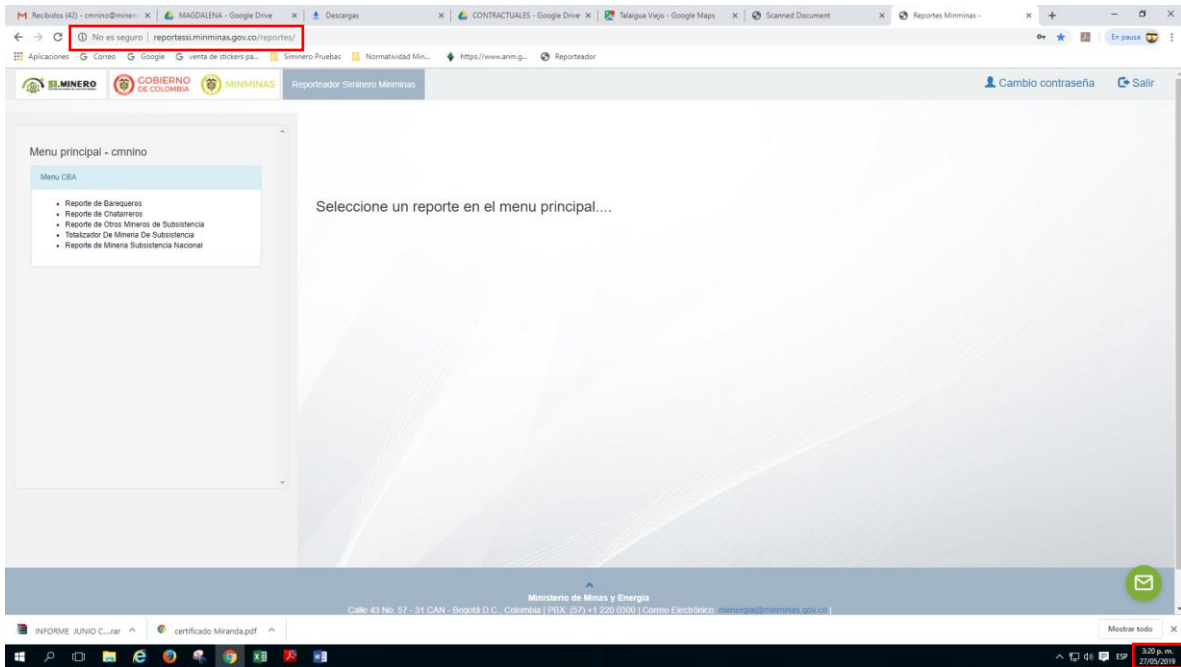 Recibidos (42) - cmnino@miner
MAGDALENA - Google Drive
Descargas
CONTRACTUALES - Google Drive
Talaigua Viejo - Google Maps
Scanned Document
Reportes Minminas -
No es seguro | reportessi.minminas.gov.co/reportes/
En pausa
Aplicaciones
Correo
Google
venta de stickers pa...
Siminero Pruebas
Normatividad Min...
https://www.anm.g...
Reporteador
SI.MINERO
GOBIERNO DE COLOMBIA
MINMINAS
Reporteador Siminero Minminas
Cambio contraseña
Salir
Menu principal - cmnino
Menu CBA
Reporte de Barequeros
Reporte de Chatarreros
Reporte de Otros Mineros de Subsistencia
Totalizador De Mineria De Subsistencia
Reporte de Mineria Subsistencia Nacional
Seleccione un reporte en el menu principal....
Ministerio de Minas y Energía
Calle 43 No. 57 - 31 CAN - Bogotá D.C., Colombia | PBX: (57) +1 220 0300 | Correo Electrónico: menergia@minminas.gov.co |
INFORME JUNIO C....rar
certificado Miranda.pdf
Mostrar todo
ESP
3:20 p. m.
27/05/2019